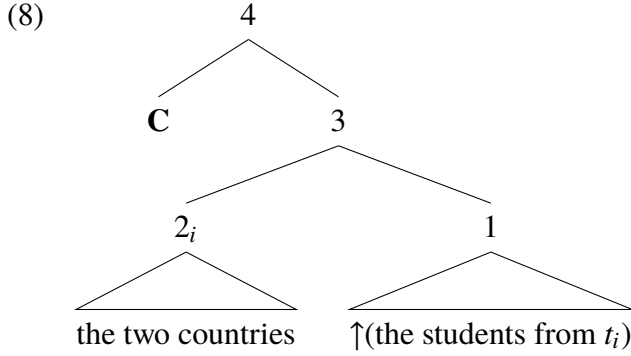 (8) 4
C 3
2ᵢ 1
the two countries ↑(the students from tᵢ)